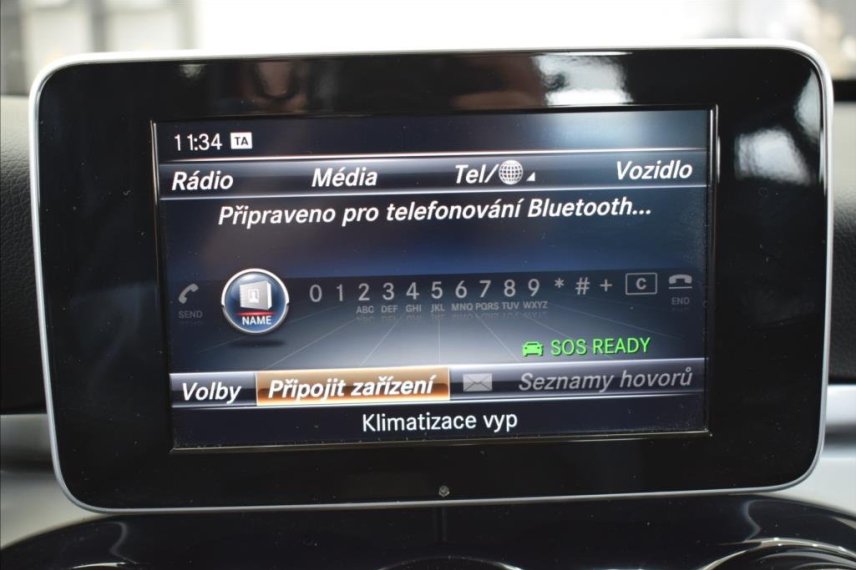 11:34 TA
Rádio Média Tel/ Vozidlo
Připraveno pro telefonování Bluetooth...
SEND NAME 0 1 2 3 4 5 6 7 8 9 * # + C END
ABC DEF GHI JKL MNO PQRS TUV WXYZ
SOS READY
Volby Připojit zařízení Seznamy hovorů
Klimatizace vyp